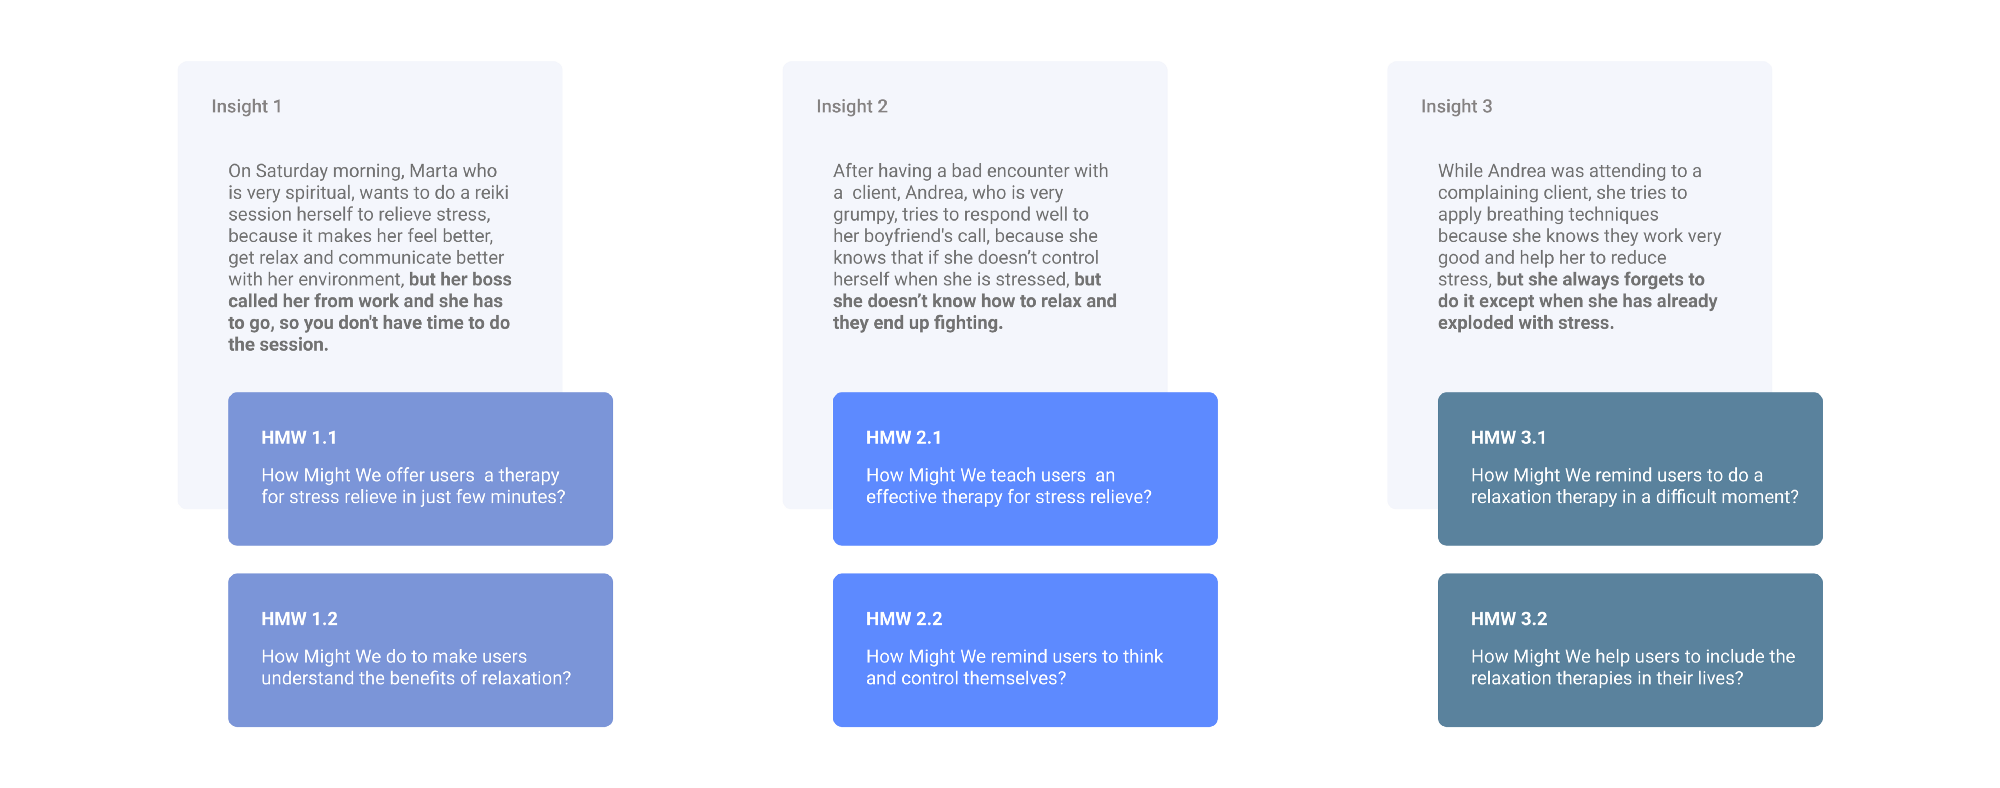 Insight 1
On Saturday morning, Marta who
is very spiritual, wants to do a reiki
session herself to relieve stress,
because it makes her feel better,
get relax and communicate better
with her environment, but her boss
called her from work and she has
to go, so you don't have time to do
the session.
HMW 1.1
How Might We offer users  a therapy
for stress relieve in just few minutes?
HMW 1.2
How Might We do to make users
understand the benefits of relaxation?
Insight 2
After having a bad encounter with
a  client, Andrea, who is very
grumpy, tries to respond well to
her boyfriend's call, because she
knows that if she doesn’t control
herself when she is stressed, but
she doesn’t know how to relax and
they end up fighting.
HMW 2.1
How Might We teach users  an
effective therapy for stress relieve?
HMW 2.2
How Might We remind users to think
and control themselves?
Insight 3
While Andrea was attending to a
complaining client, she tries to
apply breathing techniques
because she knows they work very
good and help her to reduce
stress, but she always forgets to
do it except when she has already
exploded with stress.
HMW 3.1
How Might We remind users to do a
relaxation therapy in a difficult moment?
HMW 3.2
How Might We help users to include the
relaxation therapies in their lives?